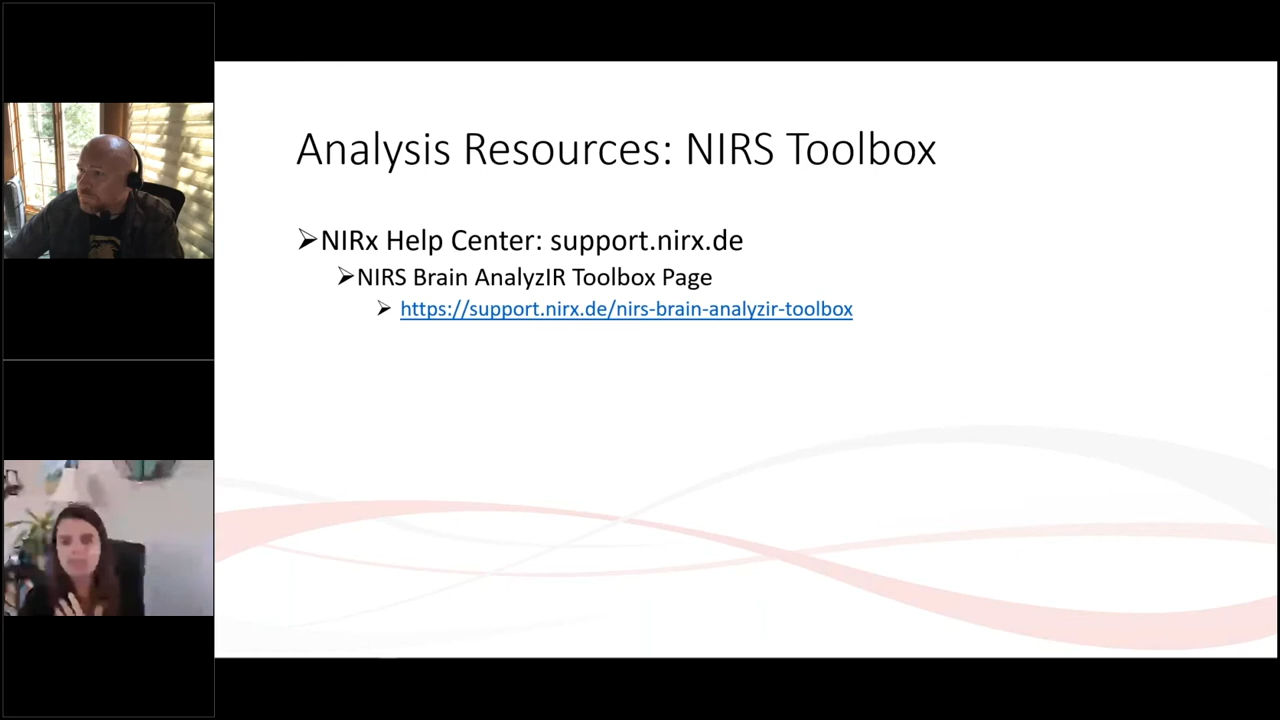 Analysis Resources: NIRS Toolbox
➢NIRx Help Center: support.nirx.de
➢NIRS Brain AnalyzIR Toolbox Page
➢ https://support.nirx.de/nirs-brain-analyzir-toolbox